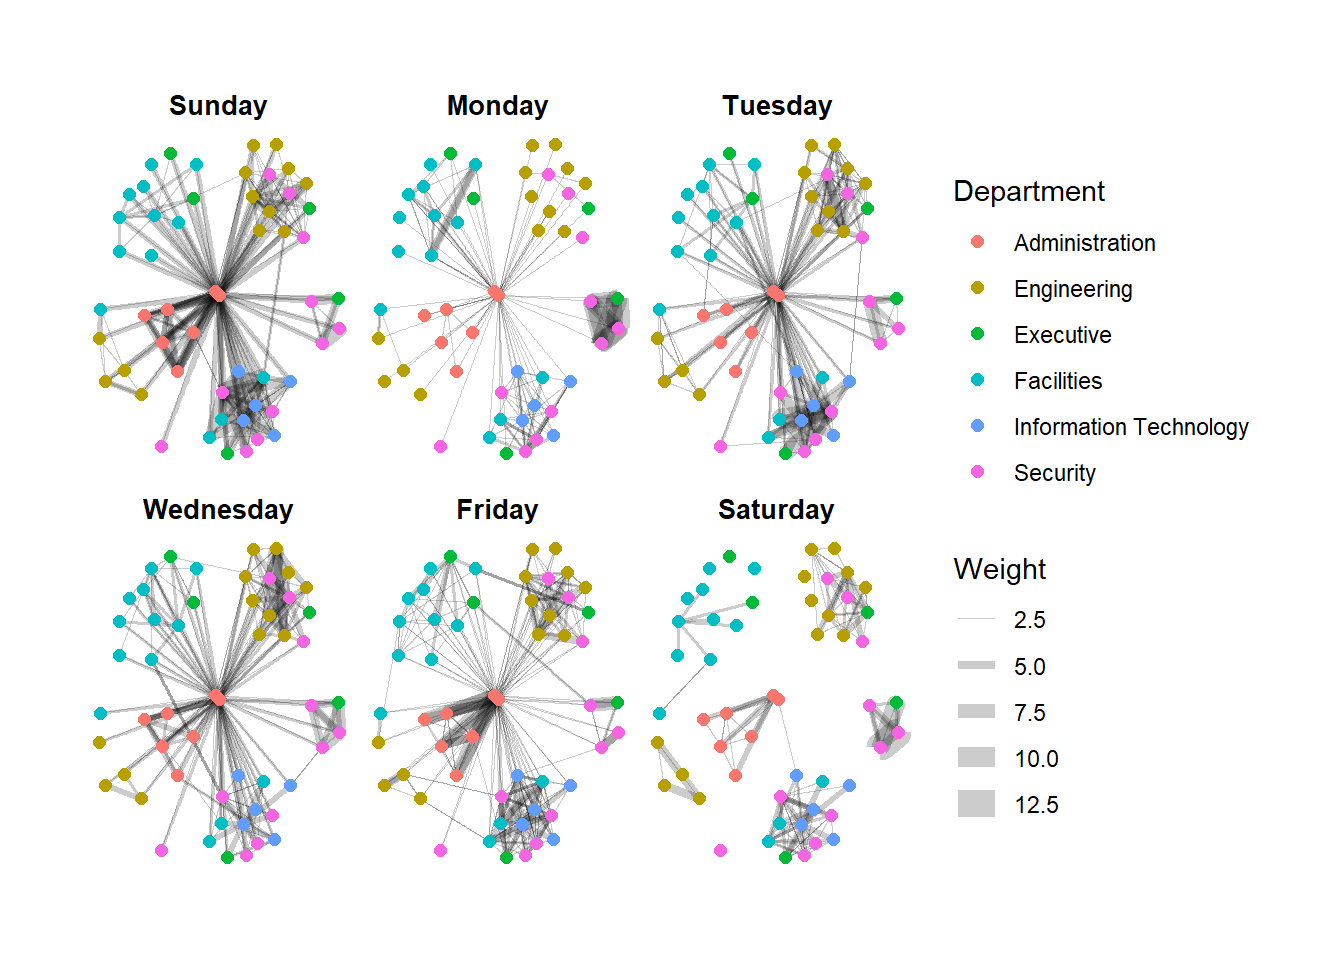 Sunday
Monday
Tuesday
Wednesday
Friday
Saturday
Department
Administration
Engineering
Executive
Facilities
Information Technology
Security
Weight
2.5
5.0
7.5
10.0
12.5